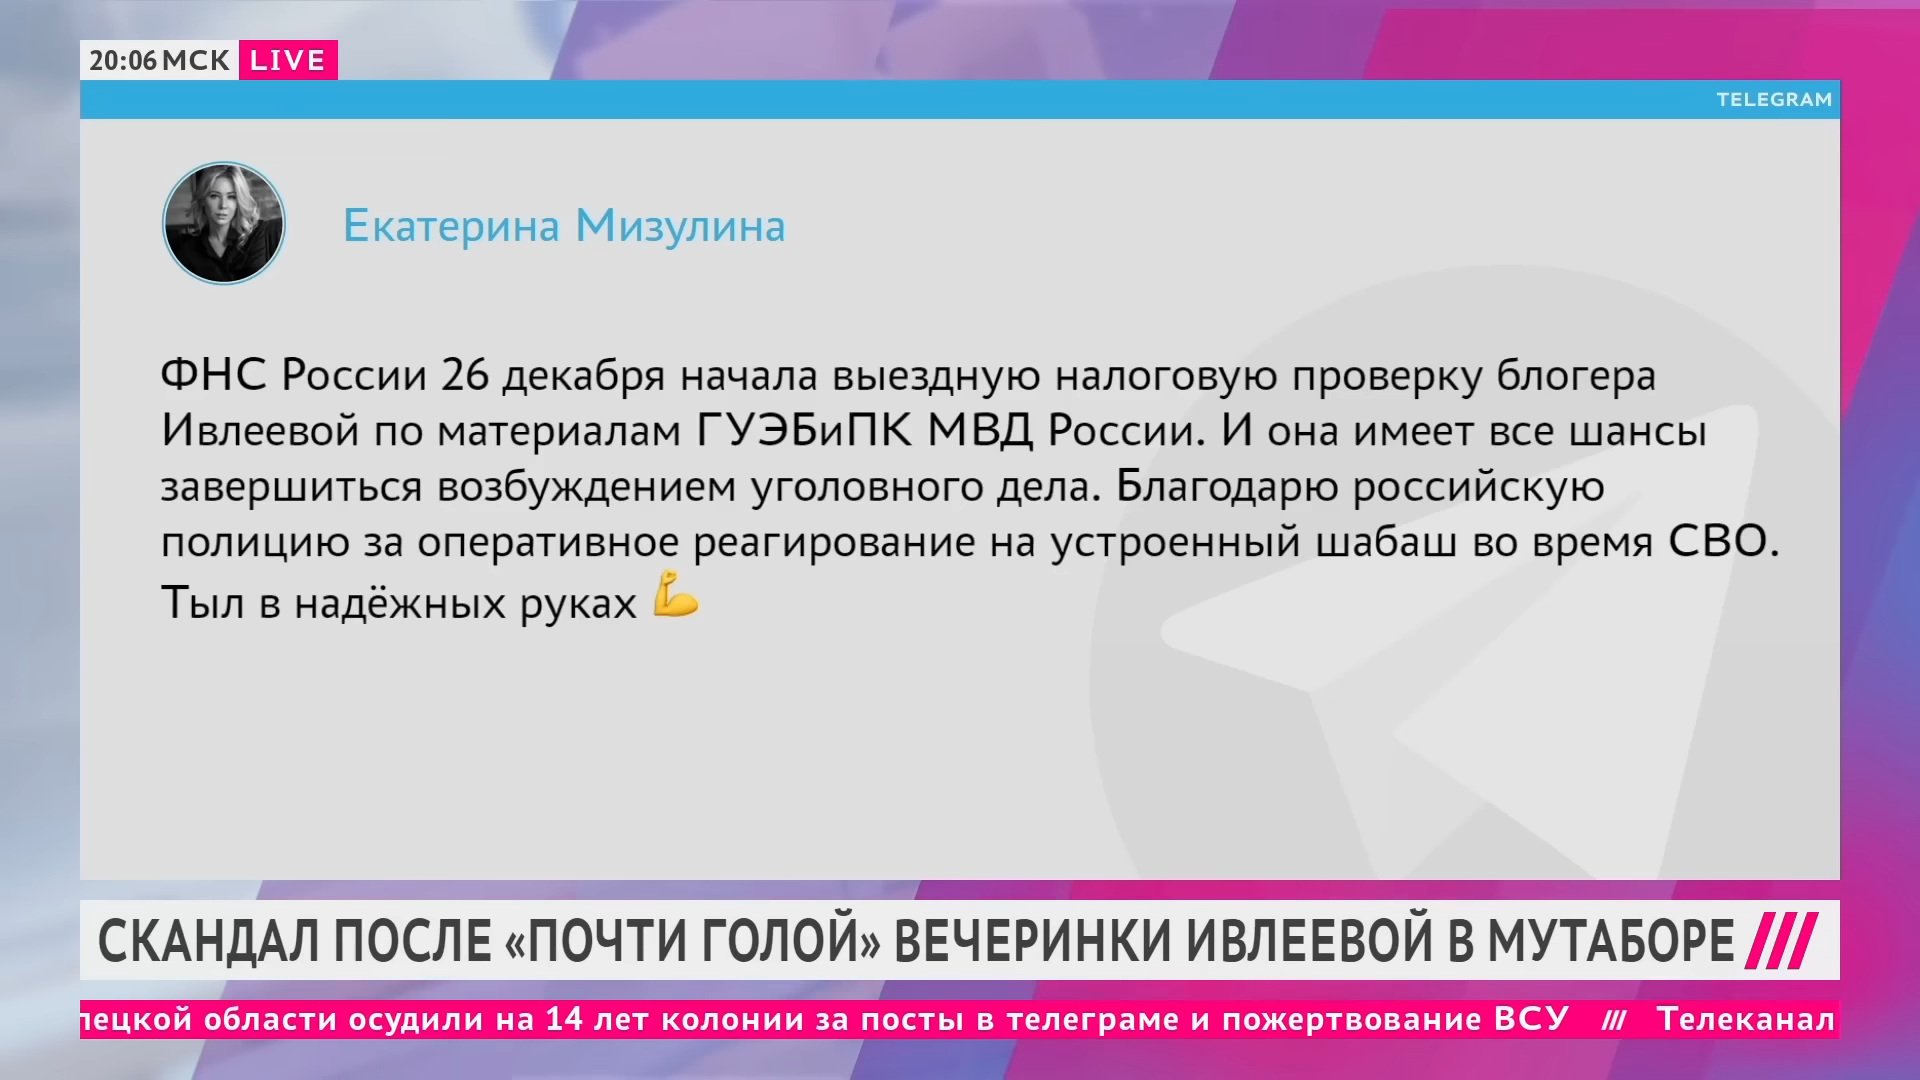 20:06 МСК LIVE
TELEGRAM
Екатерина Мизулина
ФНС России 26 декабря начала выездную налоговую проверку блогера
Ивлеевой по материалам ГУЭБиПК МВД России. И она имеет все шансы
завершиться возбуждением уголовного дела. Благодарю российскую
полицию за оперативное реагирование на устроенный шабаш во время СВО.
Тыл в надёжных руках 💪
СКАНДАЛ ПОСЛЕ «ПОЧТИ ГОЛОЙ» ВЕЧЕРИНКИ ИВЛЕЕВОЙ В МУТАБОРЕ
пецкой области осудили на 14 лет колонии за посты в телеграме и пожертвование ВСУ /// Телеканал